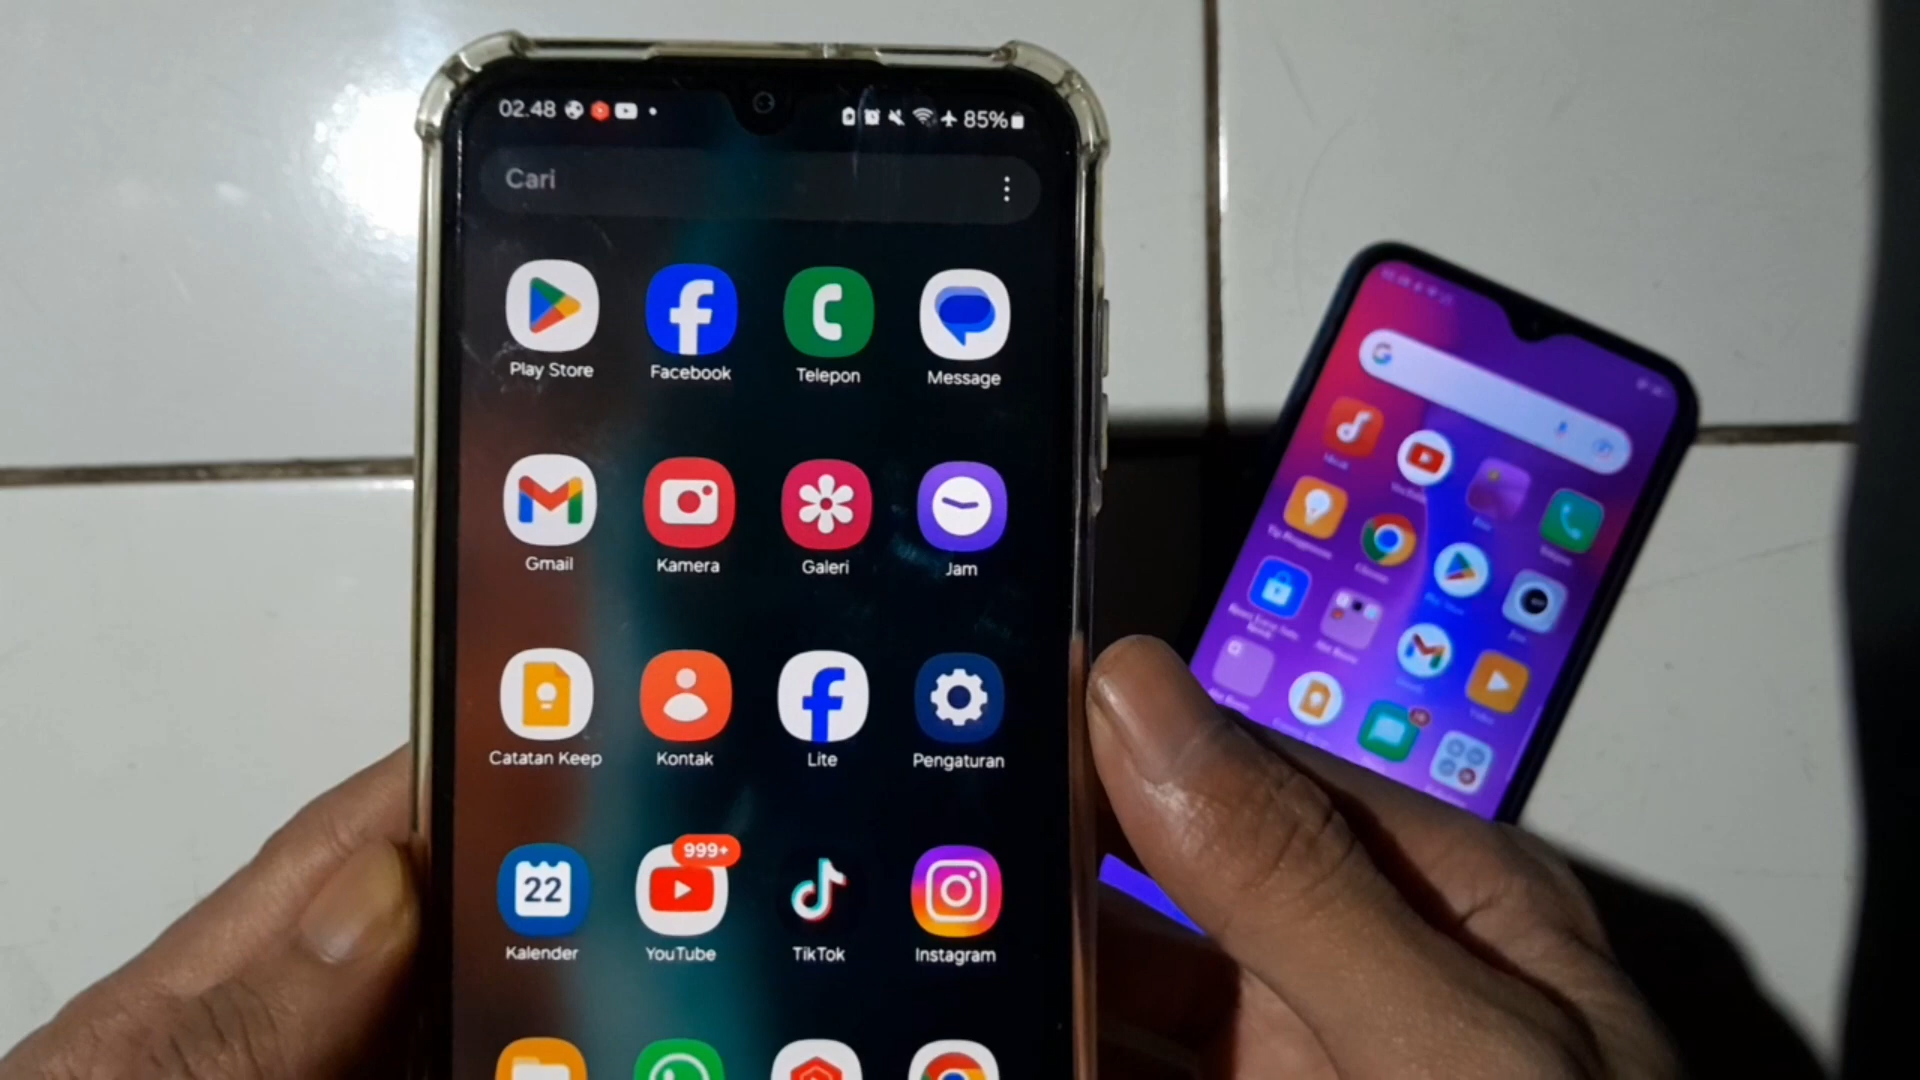 02.48
85%
Cari
Play Store
Facebook
Telepon
Message
Gmail
Kamera
Galeri
Jam
Catatan Keep
Kontak
Lite
Pengaturan
22
999+
Kalender
YouTube
TikTok
Instagram